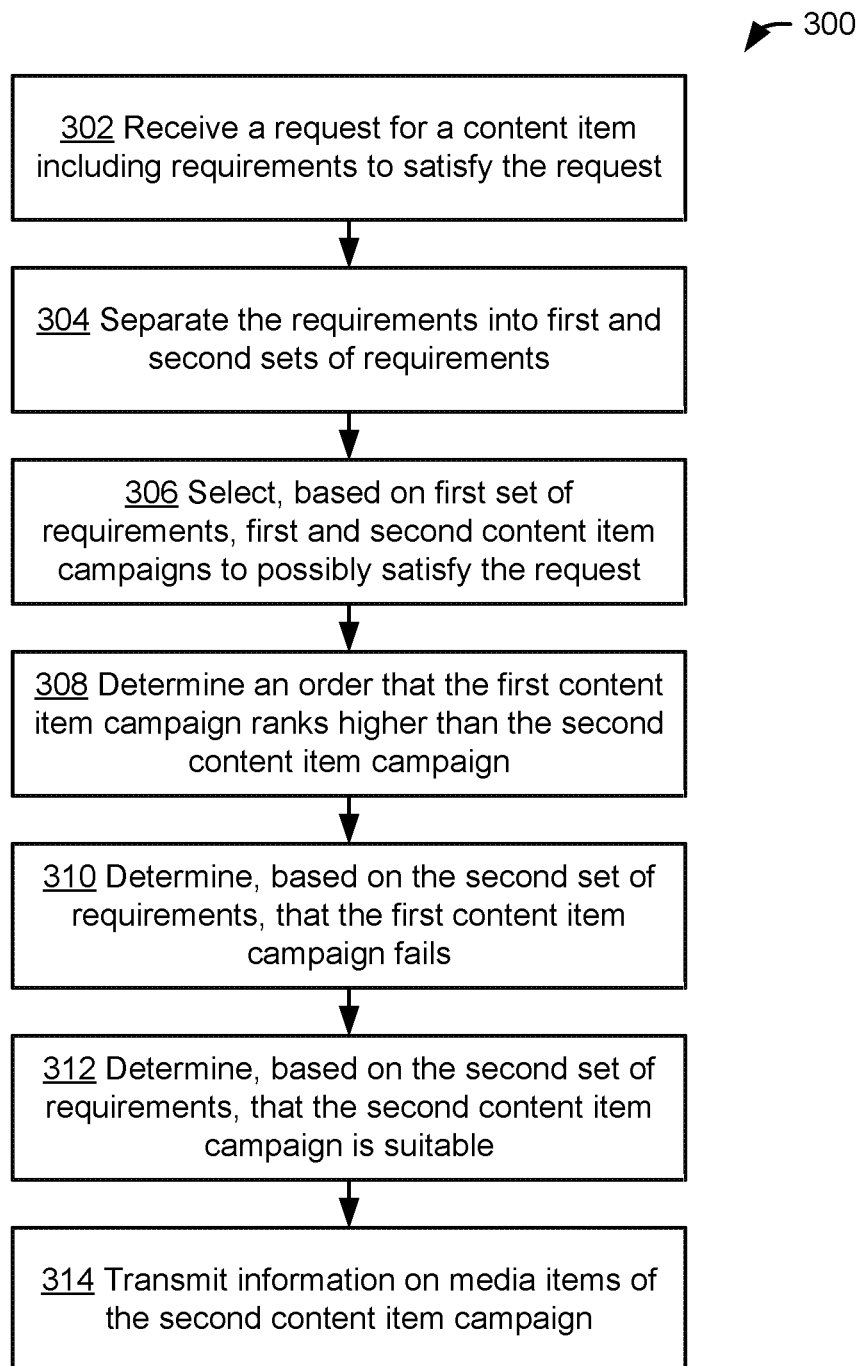 300
302 Receive a request for a content item
including requirements to satisfy the request
304 Separate the requirements into first and
second sets of requirements
306 Select, based on first set of
requirements, first and second content item
campaigns to possibly satisfy the request
308 Determine an order that the first content
item campaign ranks higher than the second
content item campaign
310 Determine, based on the second set of
requirements, that the first content item
campaign fails
312 Determine, based on the second set of
requirements, that the second content item
campaign is suitable
314 Transmit information on media items of
the second content item campaign